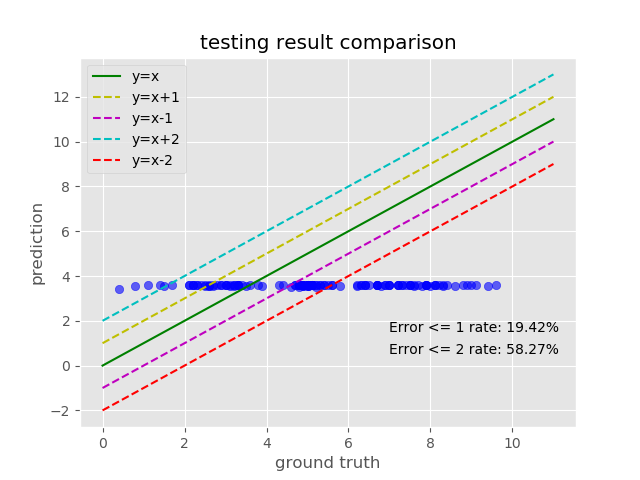 testing result comparison
y=x
y=x+1
y=x-1
y=x+2
y=x-2
12
10
8
6
4
2
0
−2
prediction
Error <= 1 rate: 19.42%
Error <= 2 rate: 58.27%
0 2 4 6 8 10
ground truth